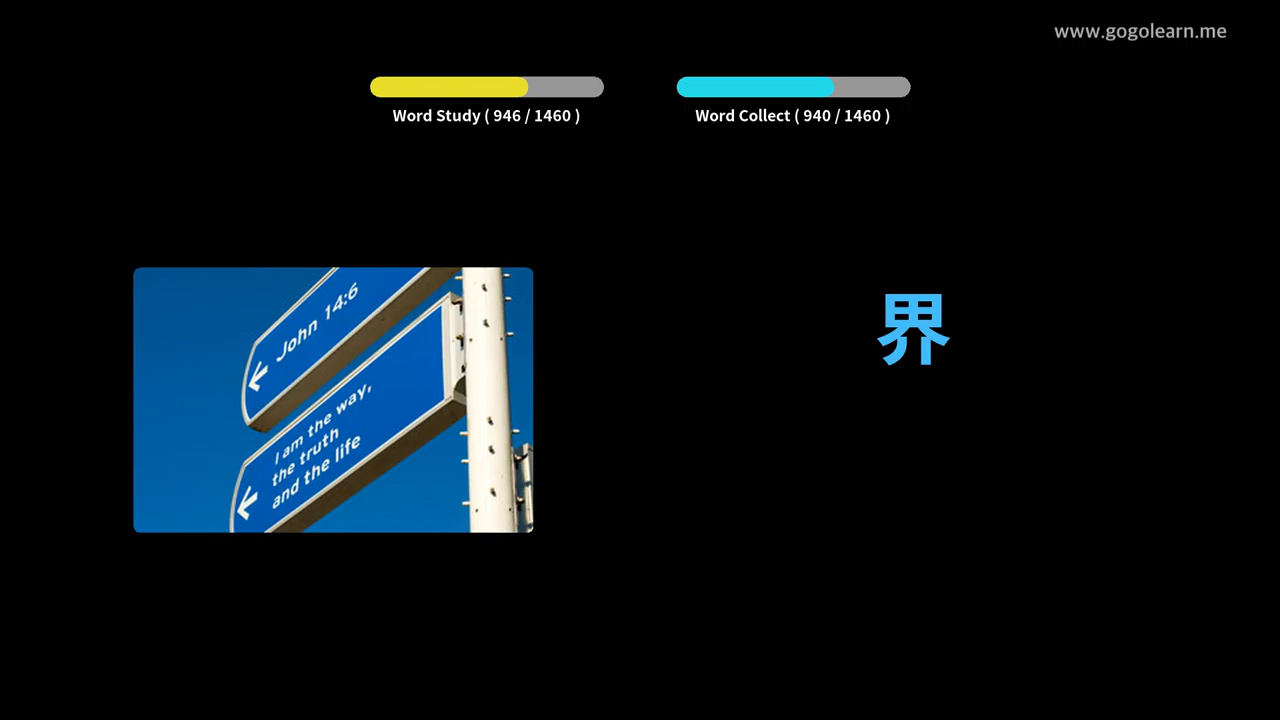 www.gogolearn.me
Word Study ( 946 / 1460 )
Word Collect ( 940 / 1460 )
John 14:6
I am the way,
the truth
and the life
界